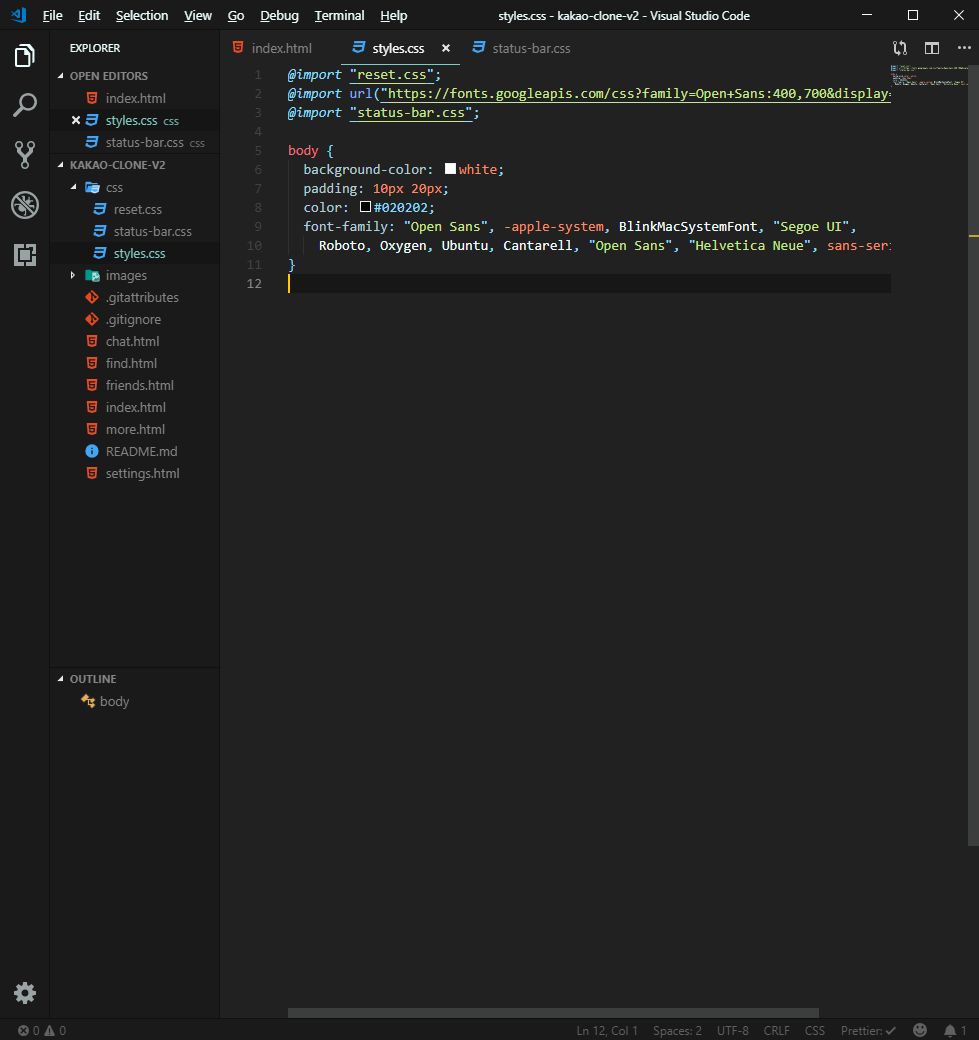 File Edit Selection View Go Debug Terminal Help styles.css - kakao-clone-v2 - Visual Studio Code
EXPLORER
OPEN EDITORS
index.html
styles.css css
status-bar.css css
KAKAO-CLONE-V2
css
reset.css
status-bar.css
styles.css
images
.gitattributes
.gitignore
chat.html
find.html
friends.html
index.html
more.html
README.md
settings.html
OUTLINE
body
index.html styles.css status-bar.css
1 @import "reset.css";
2 @import url("https://fonts.googleapis.com/css?family=Open+Sans:400,700&display=
3 @import "status-bar.css";
4
5 body {
6 background-color: white;
7 padding: 10px 20px;
8 color: #020202;
9 font-family: "Open Sans", -apple-system, BlinkMacSystemFont, "Segoe UI",
10 Roboto, Oxygen, Ubuntu, Cantarell, "Open Sans", "Helvetica Neue", sans-seri
11 }
12
0 0 Ln 12, Col 1 Spaces: 2 UTF-8 CRLF CSS Prettier: ✓ 1